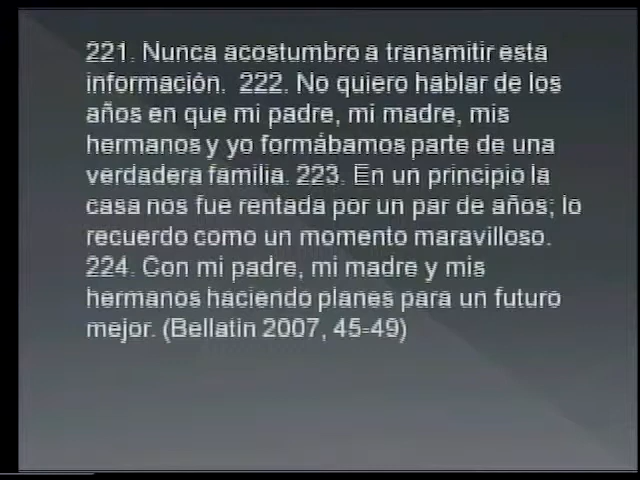 221. Nunca acostumbro a transmitir esta
información.  222. No quiero hablar de los
años en que mi padre, mi madre, mis
hermanos y yo formábamos parte de una
verdadera familia. 223. En un principio la
casa nos fue rentada por un par de años; lo
recuerdo como un momento maravilloso.
224. Con mi padre, mi madre y mis
hermanos haciendo planes para un futuro
mejor. (Bellatin 2007, 45-49)